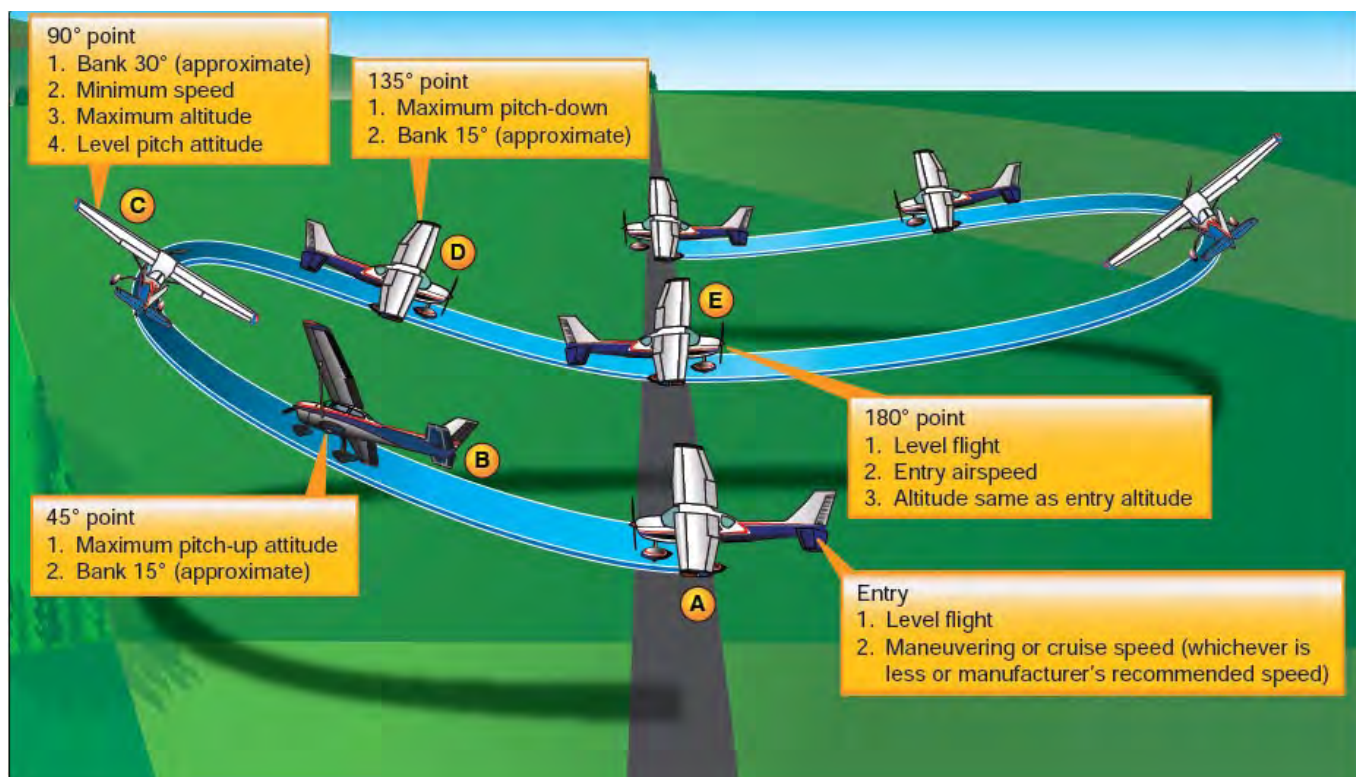 90° point
1. Bank 30° (approximate)
2. Minimum speed
3. Maximum altitude
4. Level pitch attitude
135° point
1. Maximum pitch-down
2. Bank 15° (approximate)
C
D
E
B
180° point
1. Level flight
2. Entry airspeed
3. Altitude same as entry altitude
45° point
1. Maximum pitch-up attitude
2. Bank 15° (approximate)
A
Entry
1. Level flight
2. Maneuvering or cruise speed (whichever is
less or manufacturer's recommended speed)